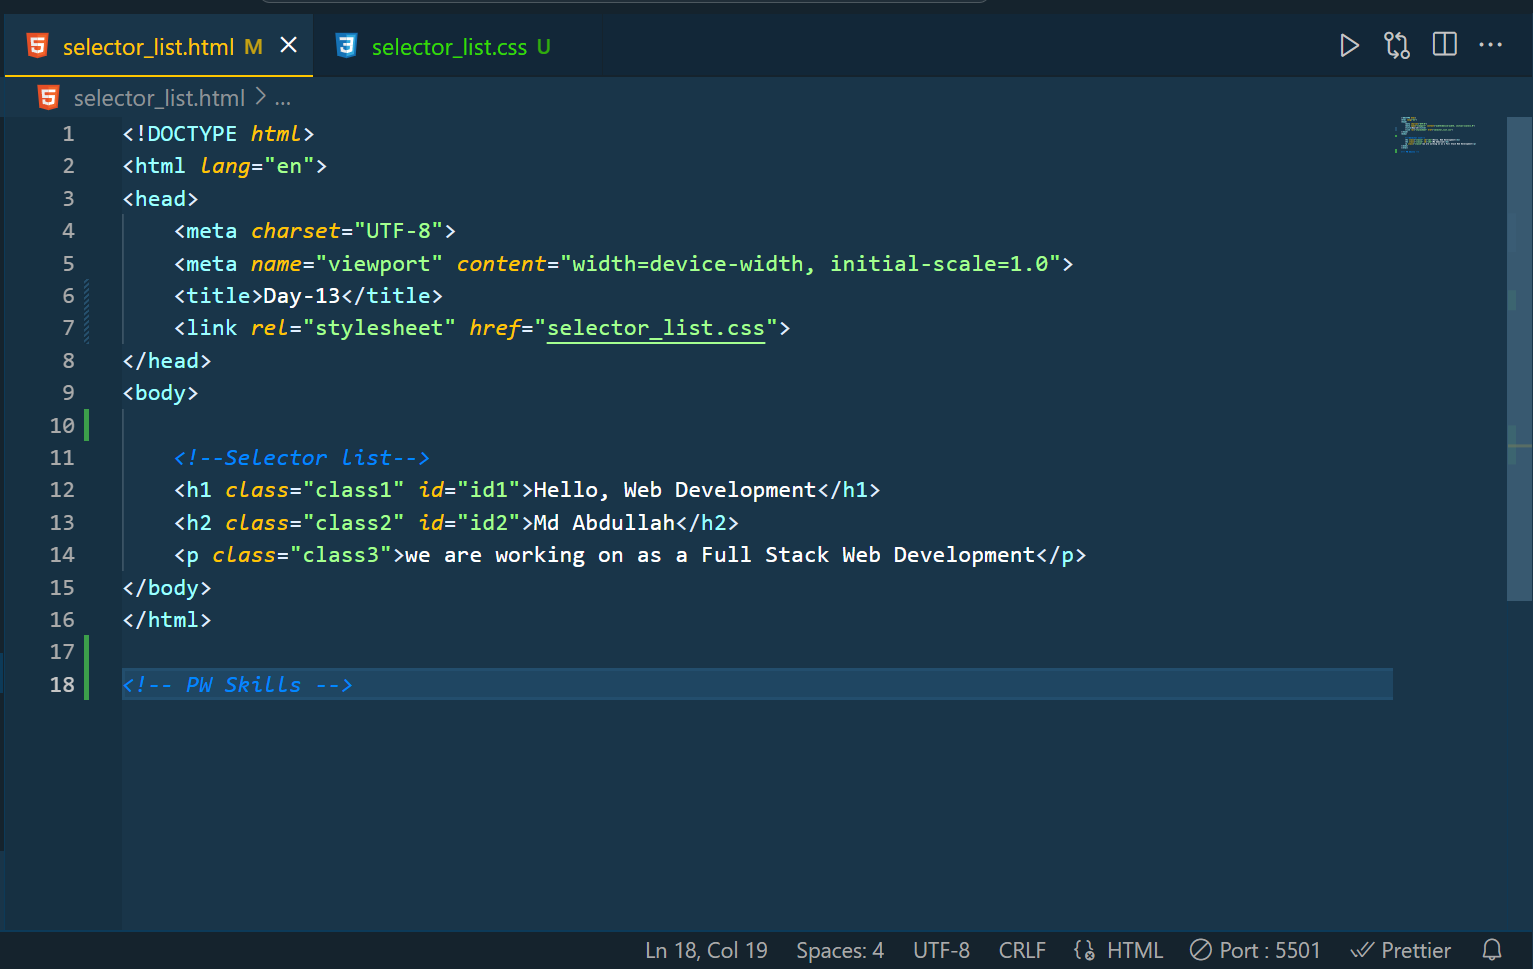 selector_list.html M
selector_list.css U
selector_list.html > ...
1 <!DOCTYPE html>
2 <html lang="en">
3 <head>
4     <meta charset="UTF-8">
5     <meta name="viewport" content="width=device-width, initial-scale=1.0">
6     <title>Day-13</title>
7     <link rel="stylesheet" href="selector_list.css">
8 </head>
9 <body>
10
11     <!--Selector list-->
12     <h1 class="class1" id="id1">Hello, Web Development</h1>
13     <h2 class="class2" id="id2">Md Abdullah</h2>
14     <p class="class3">we are working on as a Full Stack Web Development</p>
15 </body>
16 </html>
17
18 <!-- PW Skills -->
Ln 18, Col 19 Spaces: 4 UTF-8 CRLF HTML Port : 5501 Prettier